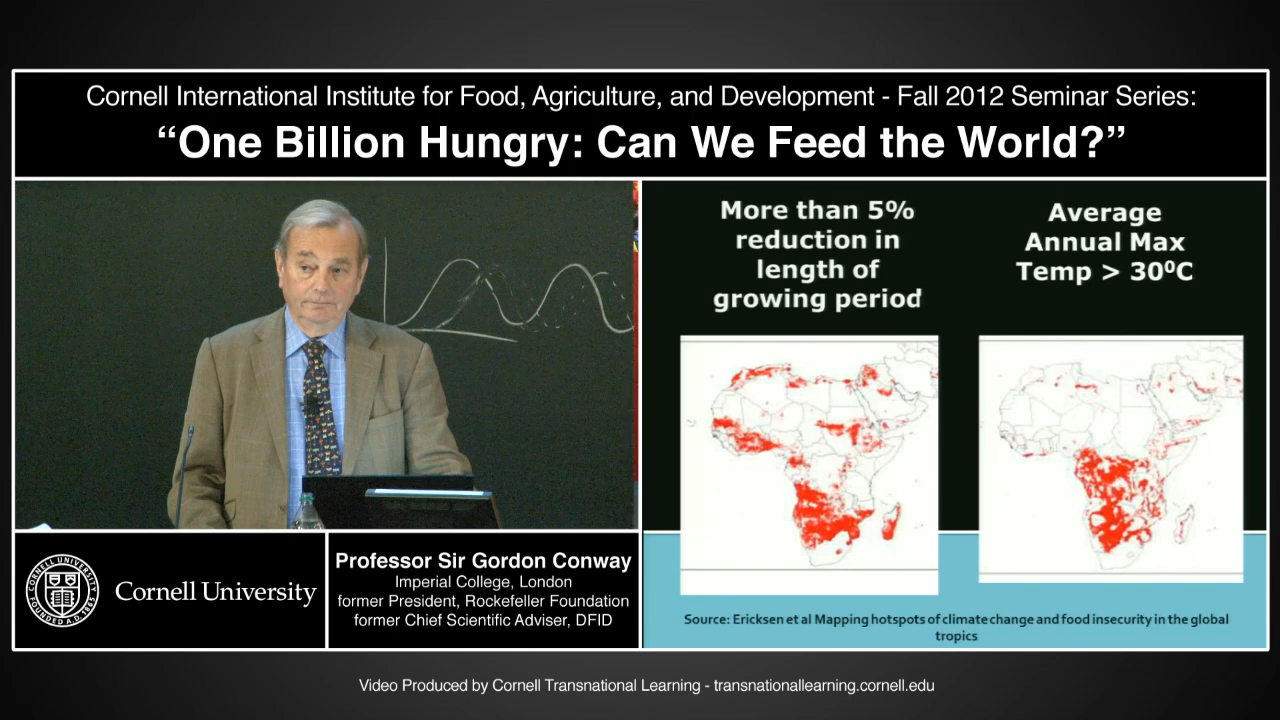 Cornell International Institute for Food, Agriculture, and Development - Fall 2012 Seminar Series:
“One Billion Hungry: Can We Feed the World?”
More than 5%
reduction in
length of
growing period
Average
Annual Max
Temp > 30⁰C
CORNELL UNIVERSITY
FOUNDED A.D. 1865
Cornell University
Professor Sir Gordon Conway
Imperial College, London
former President, Rockefeller Foundation
former Chief Scientific Adviser, DFID
Source: Ericksen et al Mapping hotspots of climate change and food insecurity in the global
tropics
Video Produced by Cornell Transnational Learning - transnationallearning.cornell.edu